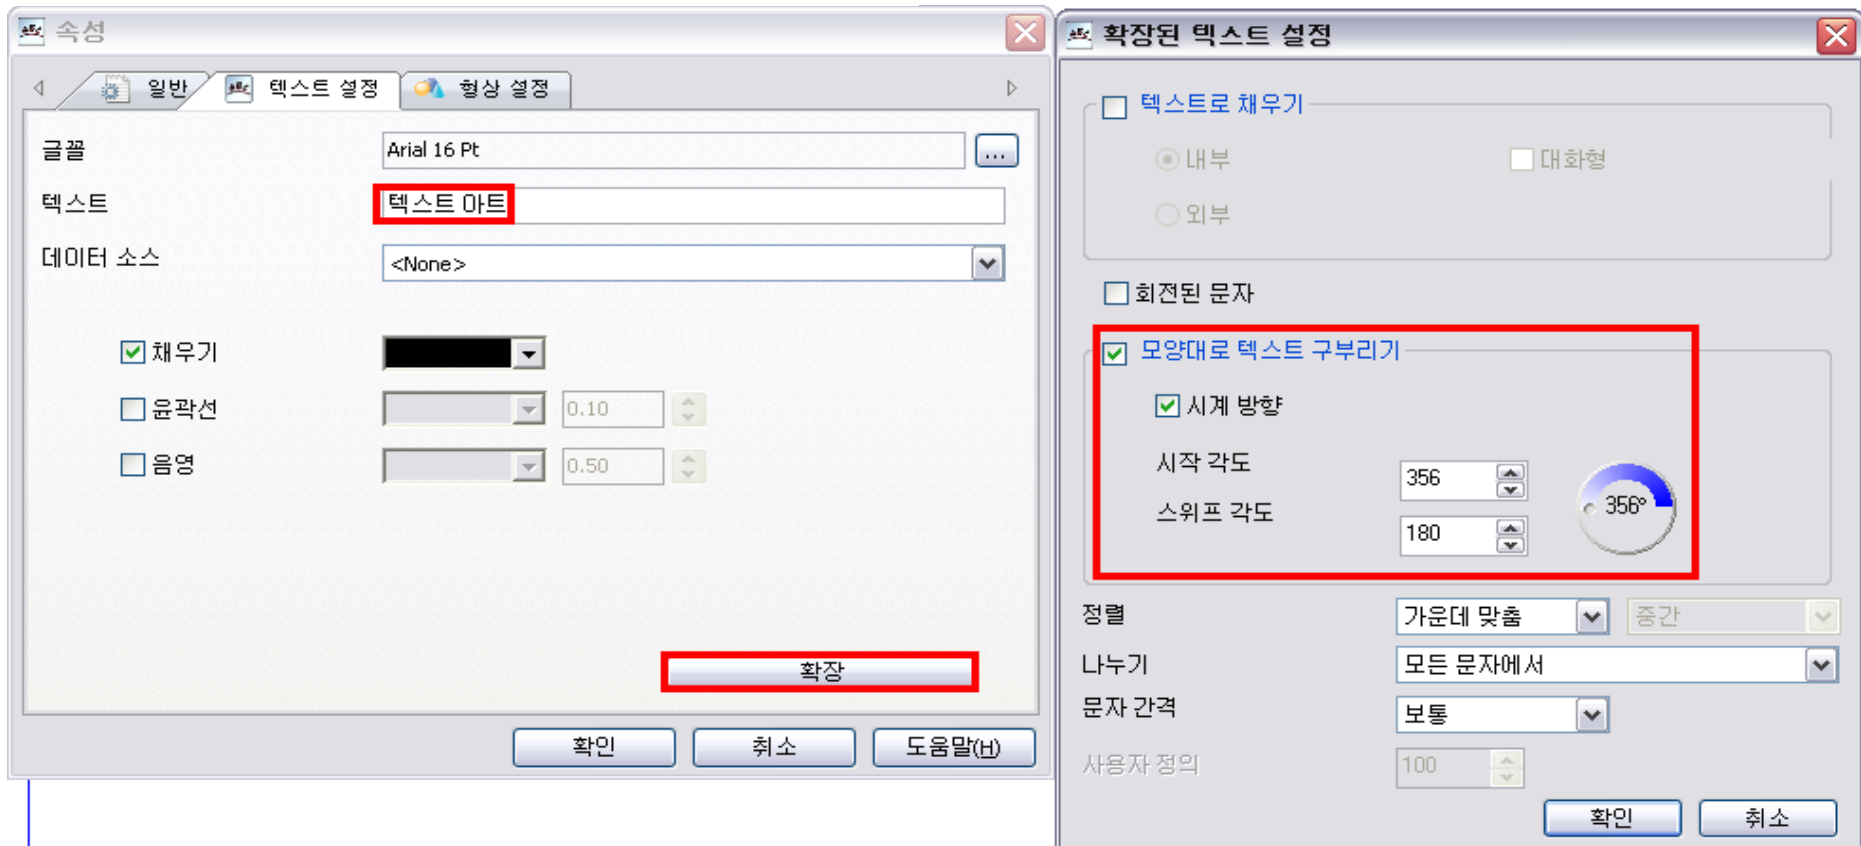 속성
일반 텍스트 설정 형상 설정
글꼴 Arial 16 Pt ...
텍스트 텍스트 아트
데이터 소스 <None>
채우기
윤곽선 0.10
음영 0.50
확장
확인 취소 도움말(H)
확장된 텍스트 설정
텍스트로 채우기
내부 대화형
외부
회전된 문자
모양대로 텍스트 구부리기
시계 방향
시작 각도 356
356°
스위프 각도 180
정렬 가운데 맞춤 중간
나누기 모든 문자에서
문자 간격 보통
사용자 정의 100
확인 취소